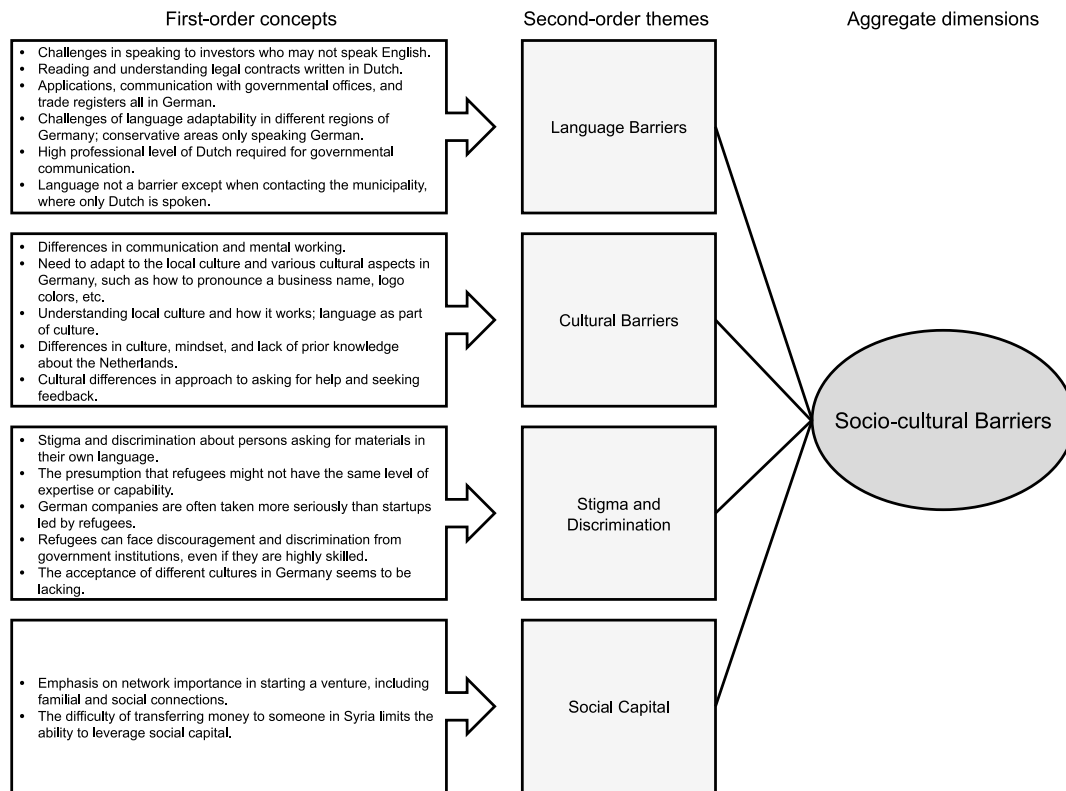 First-order concepts
Second-order themes
Aggregate dimensions
• Challenges in speaking to investors who may not speak English.
• Reading and understanding legal contracts written in Dutch.
• Applications, communication with governmental offices, and
trade registers all in German.
• Challenges of language adaptability in different regions of
Germany; conservative areas only speaking German.
• High professional level of Dutch required for governmental
communication.
• Language not a barrier except when contacting the municipality,
where only Dutch is spoken.
Language Barriers
• Differences in communication and mental working.
• Need to adapt to the local culture and various cultural aspects in
Germany, such as how to pronounce a business name, logo
colors, etc.
• Understanding local culture and how it works; language as part
of culture.
• Differences in culture, mindset, and lack of prior knowledge
about the Netherlands.
• Cultural differences in approach to asking for help and seeking
feedback.
Cultural Barriers
• Stigma and discrimination about persons asking for materials in
their own language.
• The presumption that refugees might not have the same level of
expertise or capability.
• German companies are often taken more seriously than startups
led by refugees.
• Refugees can face discouragement and discrimination from
government institutions, even if they are highly skilled.
• The acceptance of different cultures in Germany seems to be
lacking.
Stigma and
Discrimination
• Emphasis on network importance in starting a venture, including
familial and social connections.
• The difficulty of transferring money to someone in Syria limits the
ability to leverage social capital.
Social Capital
Socio-cultural Barriers